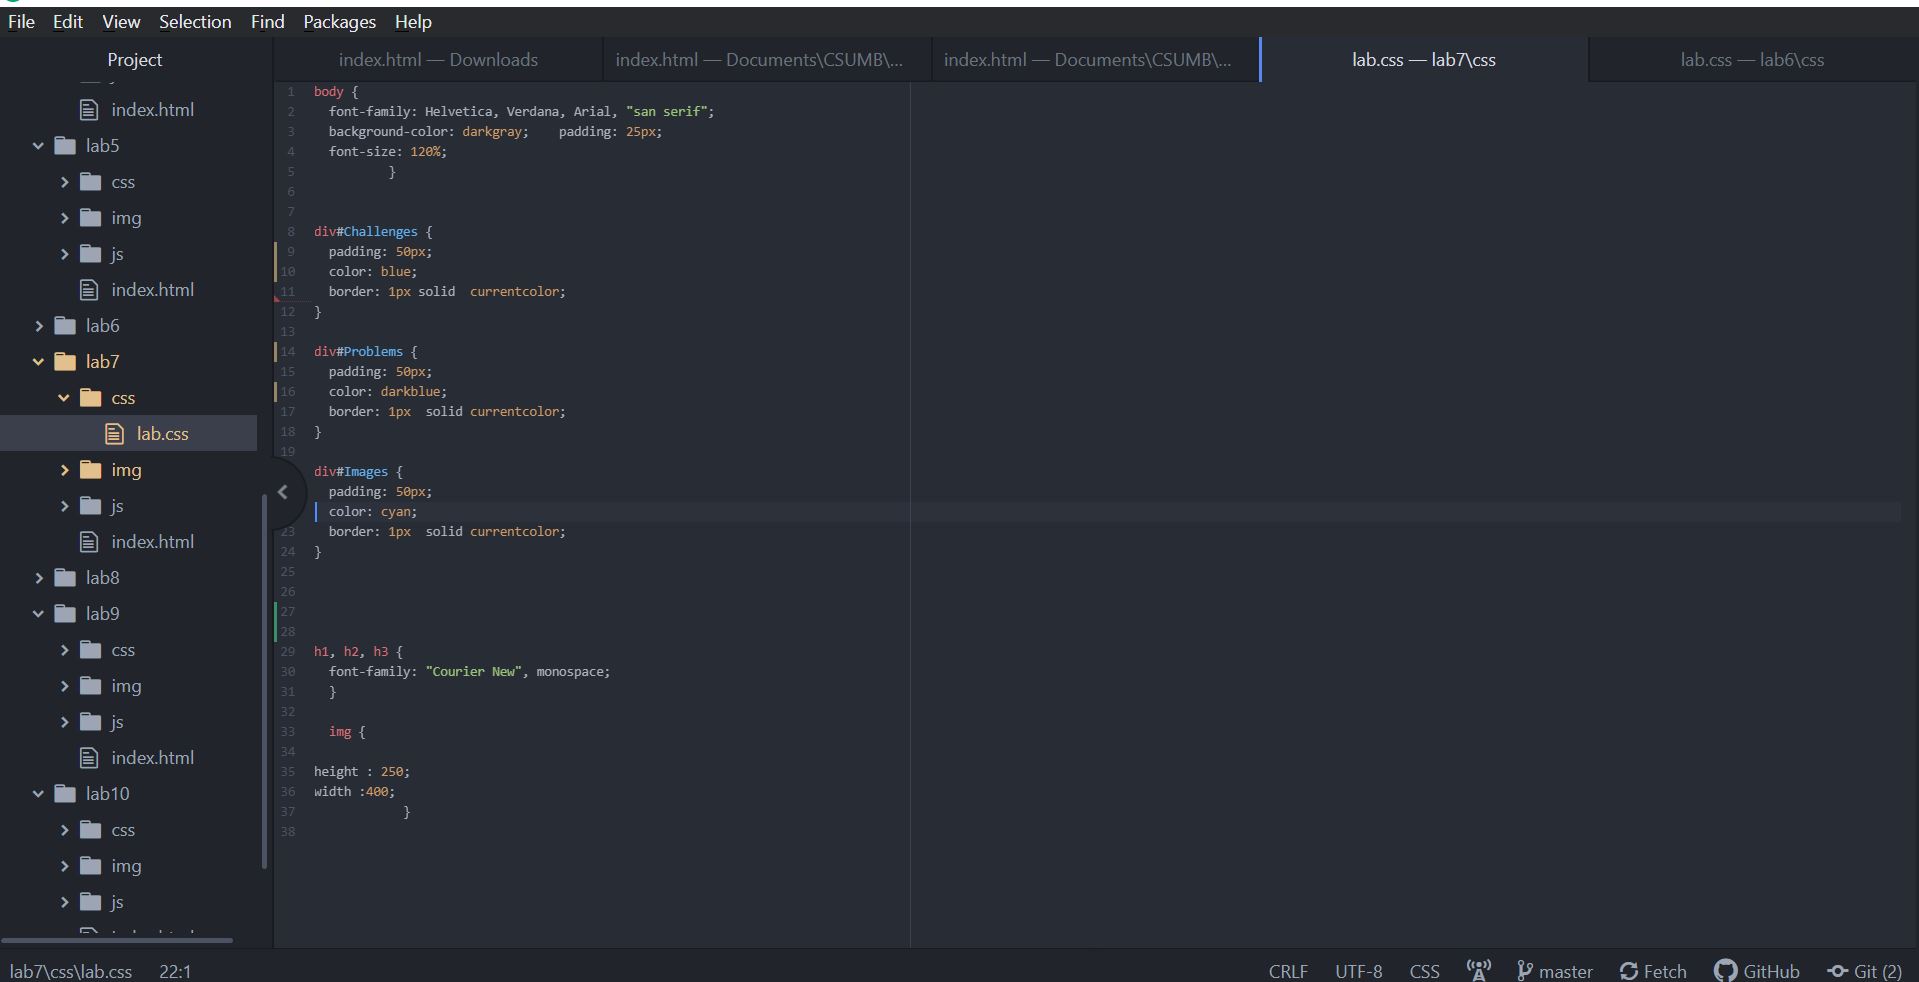 File Edit View Selection Find Packages Help
Project
index.html — Downloads
index.html — Documents\CSUMB\...
index.html — Documents\CSUMB\...
lab.css — lab7\css
lab.css — lab6\css
index.html
lab5
css
img
js
index.html
lab6
lab7
css
lab.css
img
js
index.html
lab8
lab9
css
img
js
index.html
lab10
css
img
js
1 body {
2 font-family: Helvetica, Verdana, Arial, "san serif";
3 background-color: darkgray;    padding: 25px;
4 font-size: 120%;
5 }
6
7
8 div#Challenges {
9 padding: 50px;
10 color: blue;
11 border: 1px solid  currentcolor;
12 }
13
14 div#Problems {
15 padding: 50px;
16 color: darkblue;
17 border: 1px  solid currentcolor;
18 }
19
div#Images {
padding: 50px;
color: cyan;
23 border: 1px  solid currentcolor;
24 }
25
26
27
28
29 h1, h2, h3 {
30 font-family: "Courier New", monospace;
31 }
32
33 img {
34
35 height : 250;
36 width :400;
37 }
38
lab7\css\lab.css 22:1 CRLF UTF-8 CSS master Fetch GitHub Git (2)